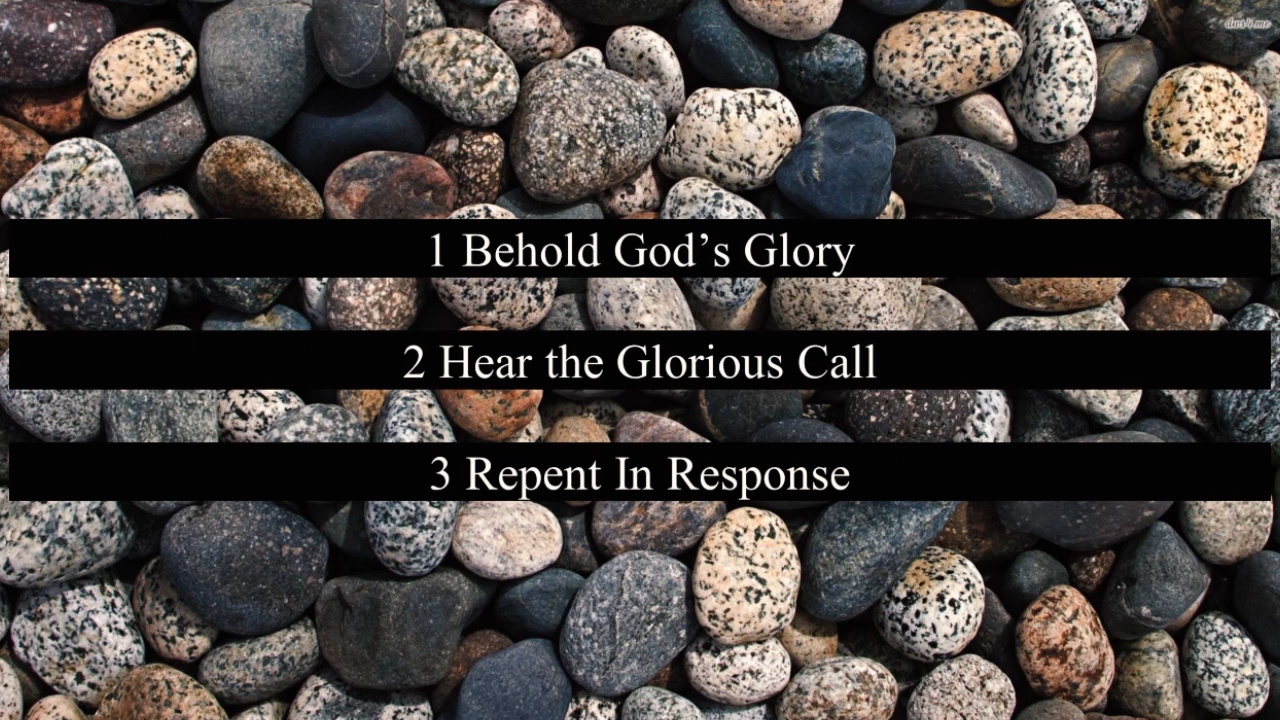 1 Behold God’s Glory
2 Hear the Glorious Call
3 Repent In Response